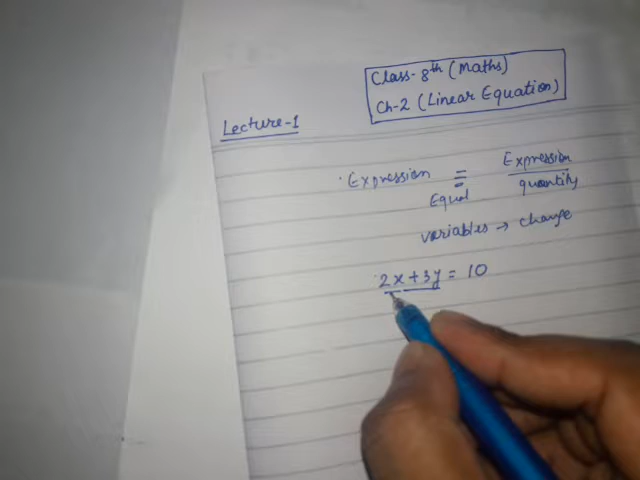 Class-8th (Maths)
Ch-2 (Linear Equation)
Lecture-1
Expression = Expression
Equal quantity
variables → change
2x+3y = 10